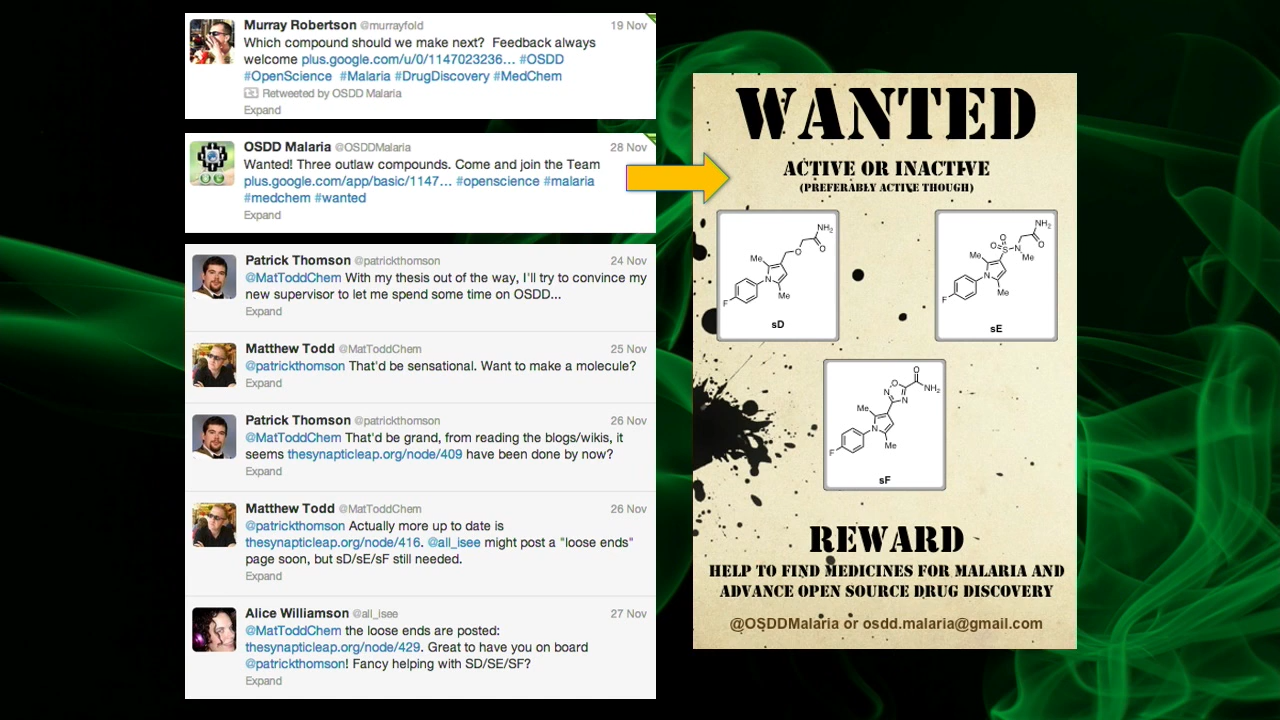 Murray Robertson @murrayfold 19 Nov
Which compound should we make next? Feedback always
welcome plus.google.com/u/0/1147023236... #OSDD
#OpenScience #Malaria #DrugDiscovery #MedChem
Retweeted by OSDD Malaria
Expand
OSDD Malaria @OSDDMalaria 28 Nov
Wanted! Three outlaw compounds. Come and join the Team
plus.google.com/app/basic/1147... #openscience #malaria
#medchem #wanted
Expand
Patrick Thomson @patrickthomson 24 Nov
@MatToddChem With my thesis out of the way, I'll try to convince my
new supervisor to let me spend some time on OSDD...
Expand
Matthew Todd @MatToddChem 25 Nov
@patrickthomson That'd be sensational. Want to make a molecule?
Expand
Patrick Thomson @patrickthomson 26 Nov
@MatToddChem That'd be grand, from reading the blogs/wikis, it
seems thesynapticleap.org/node/409 have been done by now?
Expand
Matthew Todd @MatToddChem 26 Nov
@patrickthomson Actually more up to date is
thesynapticleap.org/node/416. @all_isee might post a "loose ends"
page soon, but sD/sE/sF still needed.
Expand
Alice Williamson @all_isee 27 Nov
@MatToddChem the loose ends are posted:
thesynapticleap.org/node/429. Great to have you on board
@patrickthomson! Fancy helping with SD/SE/SF?
Expand
WANTED
ACTIVE OR INACTIVE
(PREFERABLY ACTIVE THOUGH)
NH₂
O
O
Me
N
Me
F
sD
NH₂
O
O
O
S
N
Me
Me
N
Me
F
sE
O
O
NH₂
N
N
Me
N
Me
F
sF
REWARD
HELP TO FIND MEDICINES FOR MALARIA AND
ADVANCE OPEN SOURCE DRUG DISCOVERY
@OSDDMalaria or osdd.malaria@gmail.com